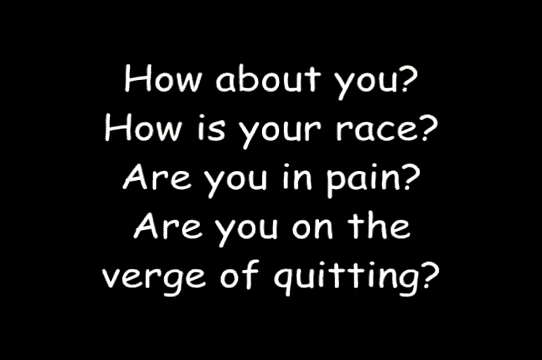 How about you?
How is your race?
Are you in pain?
Are you on the
verge of quitting?